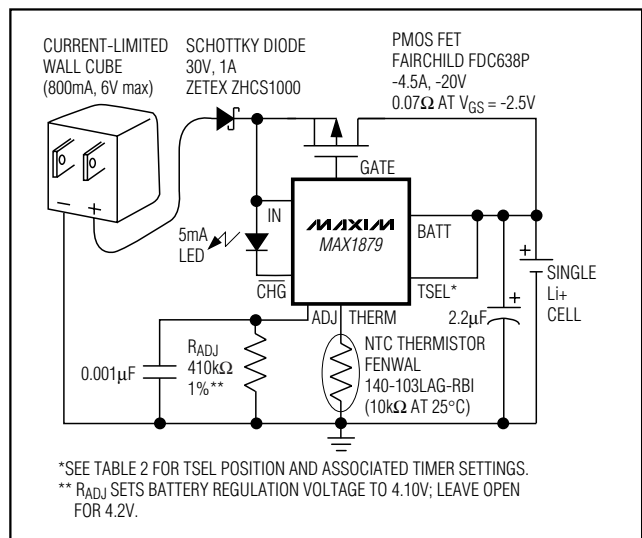 CURRENT-LIMITED
WALL CUBE
(800mA, 6V max)
SCHOTTKY DIODE
30V, 1A
ZETEX ZHCS1000
PMOS FET
FAIRCHILD FDC638P
-4.5A, -20V
0.07Ω AT VGS = -2.5V
GATE
IN
MAXIM
MAX1879
BATT
5mA
LED
CHG
TSEL*
SINGLE
Li+
CELL
ADJ
THERM
2.2µF
RADJ
410kΩ
1%**
0.001µF
NTC THERMISTOR
FENWAL
140-103LAG-RBI
(10kΩ AT 25°C)
*SEE TABLE 2 FOR TSEL POSITION AND ASSOCIATED TIMER SETTINGS.
** RADJ SETS BATTERY REGULATION VOLTAGE TO 4.10V; LEAVE OPEN
FOR 4.2V.